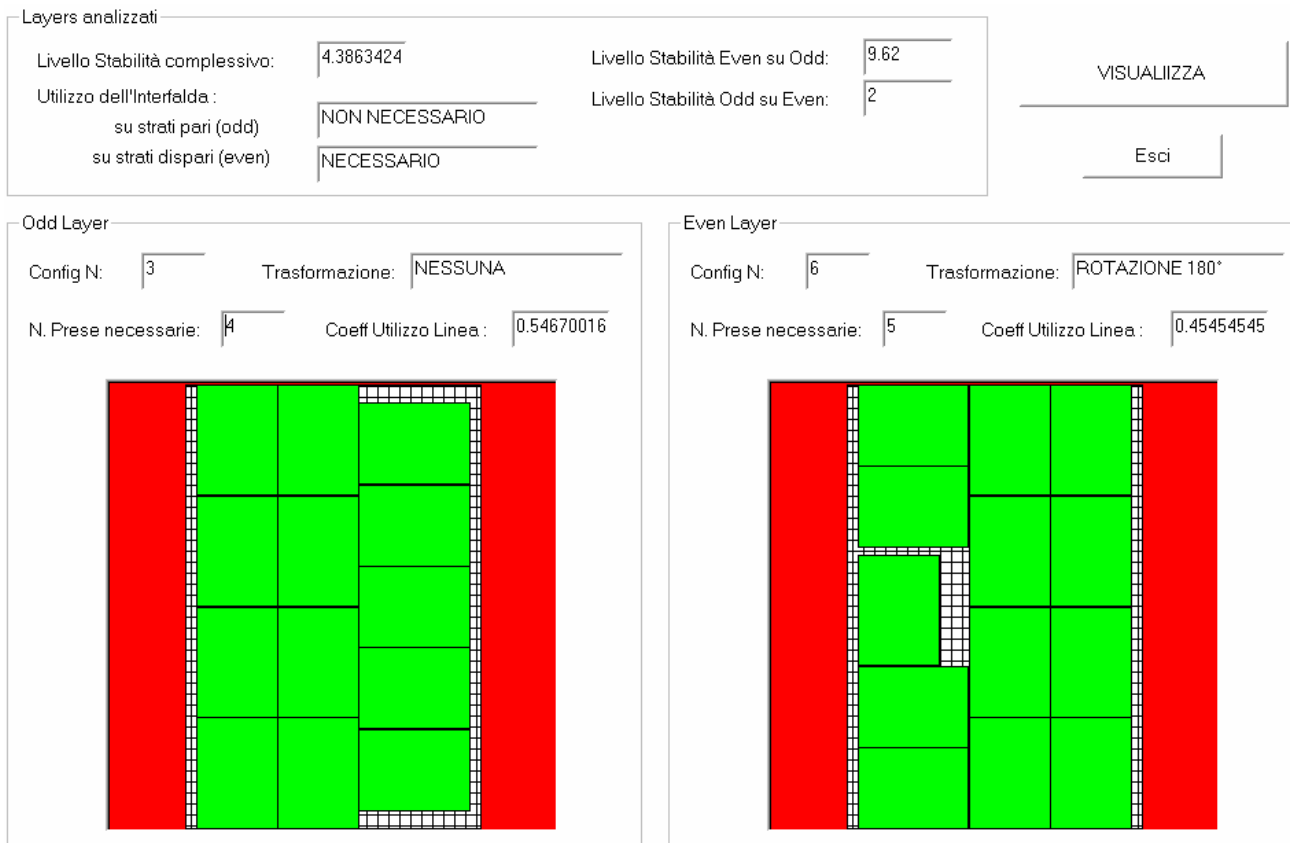 Layers analizzati
Livello Stabilità complessivo: 4.3863424
Livello Stabilità Even su Odd: 9.62
VISUALIIZZA
Utilizzo dell'Interfalda :
Livello Stabilità Odd su Even: 2
su strati pari (odd) NON NECESSARIO
su strati dispari (even) NECESSARIO
Esci
Odd Layer
Config N: 3 Trasformazione: NESSUNA
N. Prese necessarie: 4 Coeff Utilizzo Linea : 0.54670016
Even Layer
Config N: 6 Trasformazione: ROTAZIONE 180°
N. Prese necessarie: 5 Coeff Utilizzo Linea : 0.45454545